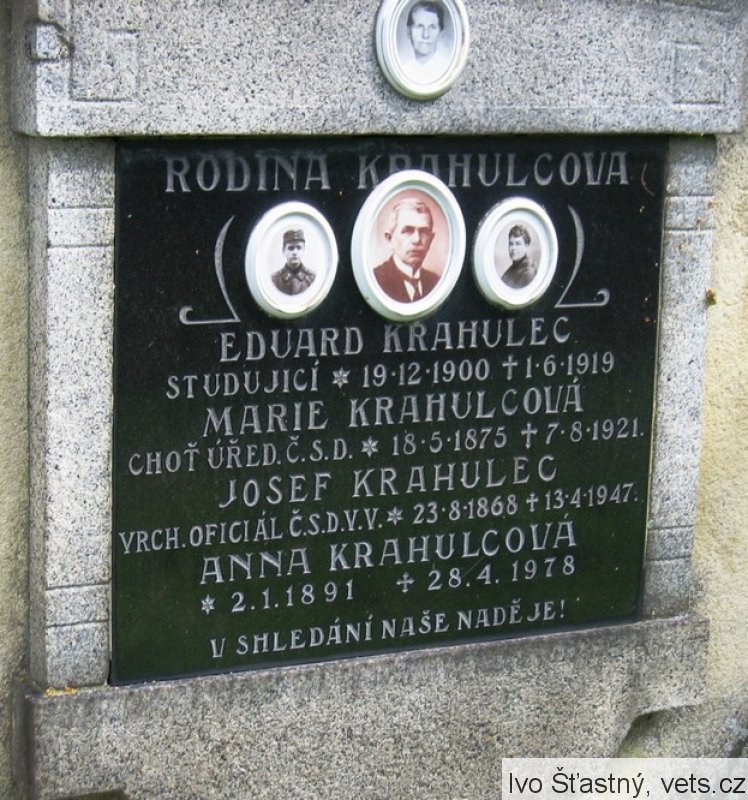 RODINA KRAHULCOVA
EDUARD KRAHULEC
STUDUJICÍ * 19·12·1900 † 1·6·1919
MARIE KRAHULCOVÁ
CHOŤ ÚŘED. Č.S.D. * 18·5·1875 † 7·8·1921.
JOSEF KRAHULEC
VRCH. OFICIÁL Č.S.D.V.V. * 23·8·1868 † 13·4·1947.
ANNA KRAHULCOVÁ
* 2.1.1891 † 28.4.1978
V SHLEDÁNÍ NAŠE NADĚJE!
Ivo Šťastný, vets.cz